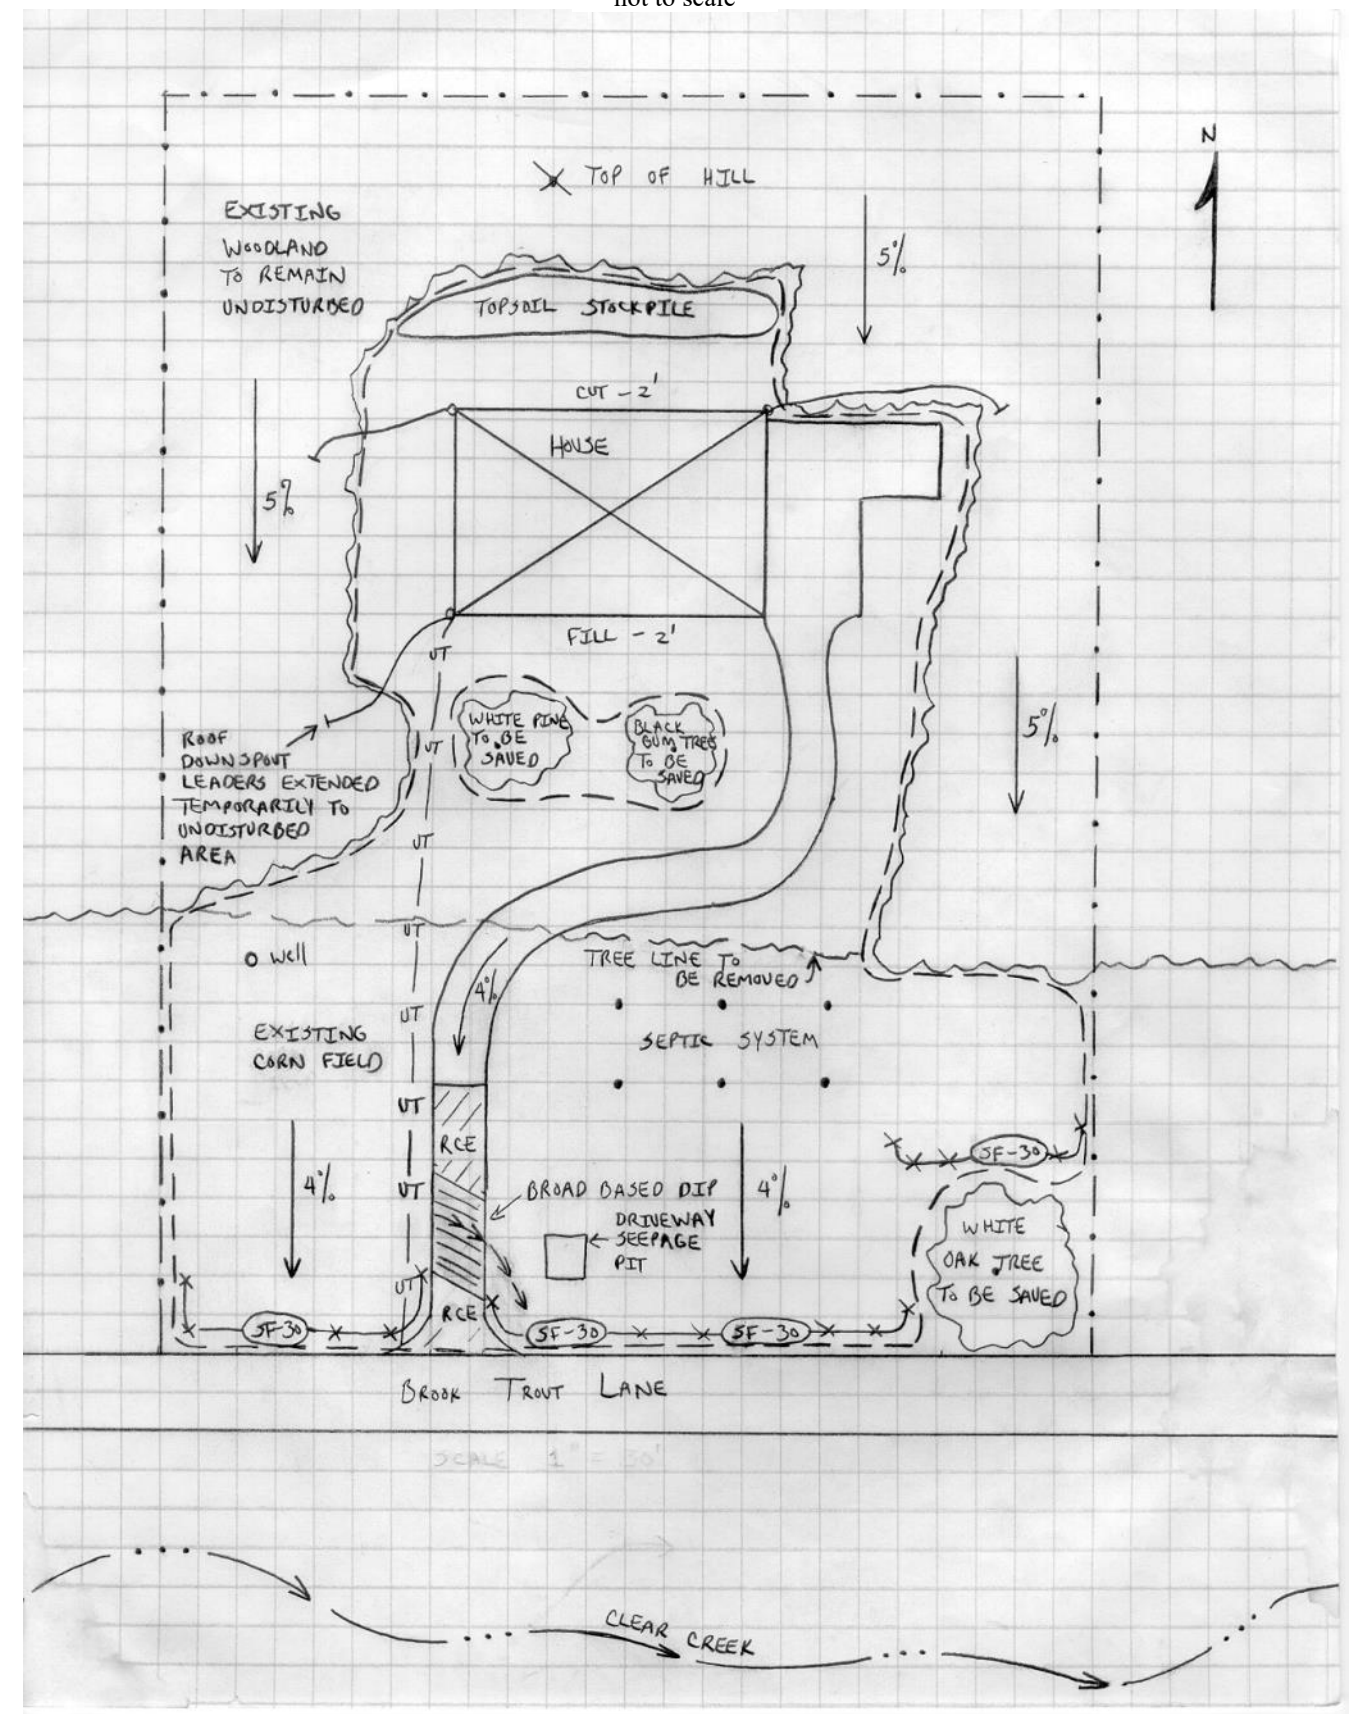 not to scale
N
TOP OF HILL
EXISTING
WOODLAND
TO REMAIN
UNDISTURBED
5%
TOPSOIL STOCKPILE
CUT - 2'
HOUSE
5%
FILL - 2'
UT
WHITE PINE
TO BE
SAVED
BLACK
GUM TREE
TO BE
SAVED
5%
UT
ROOF
DOWNSPOUT
LEADERS EXTENDED
TEMPORARILY TO
UNDISTURBED
AREA
UT
UT
WELL
TREE LINE TO
BE REMOVED
4%
UT
EXISTING
CORN FIELD
SEPTIC SYSTEM
UT
RCE
SF-30
4%
UT
BROAD BASED DIP
4%
DRIVEWAY
SEEPAGE
PIT
WHITE
OAK TREE
TO BE SAVED
UT
RCE
SF-30
SF-30
SF-30
BROOK TROUT LANE
SCALE 1" = 30'
CLEAR CREEK